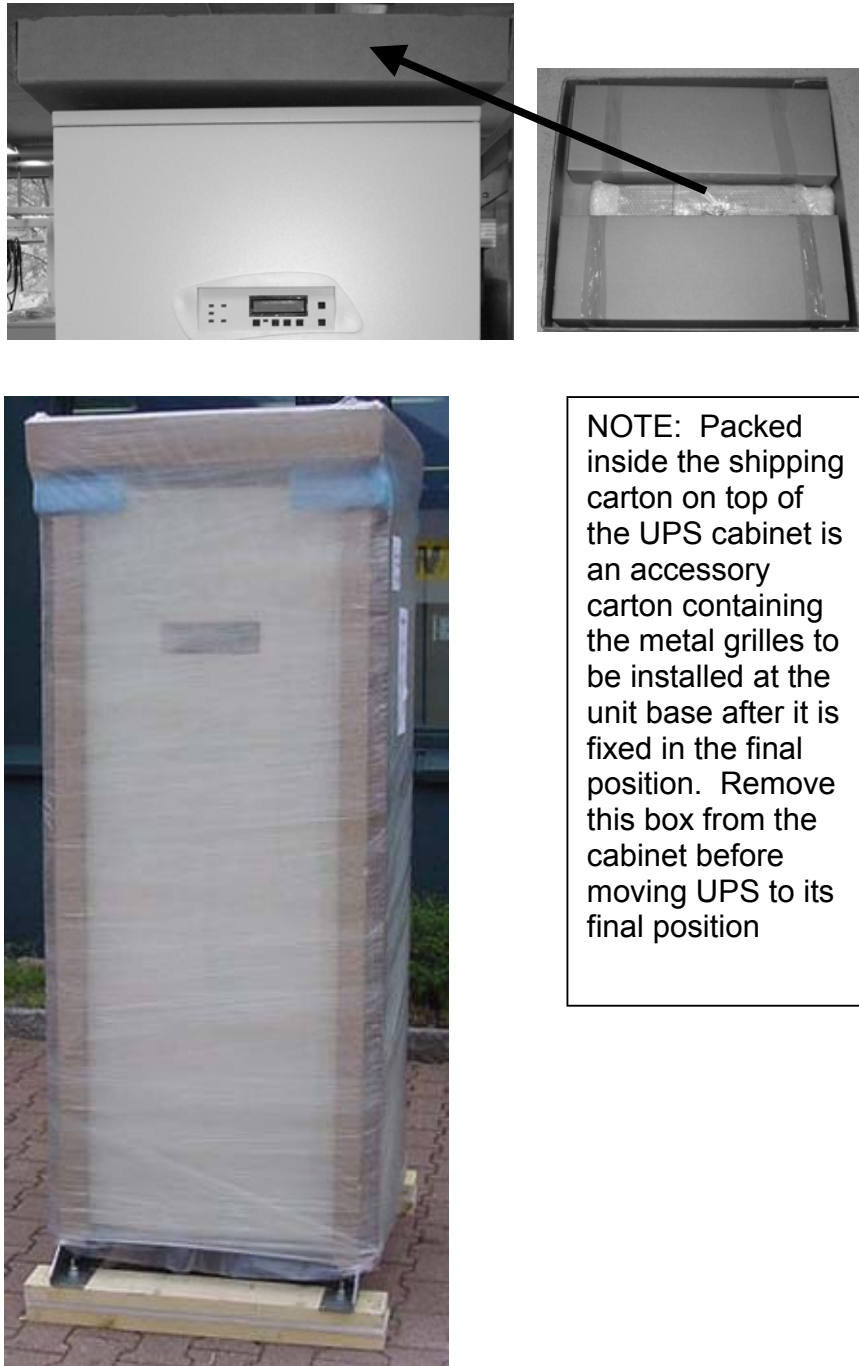 NOTE:  Packed
inside the shipping
carton on top of
the UPS cabinet is
an accessory
carton containing
the metal grilles to
be installed at the
unit base after it is
fixed in the final
position.  Remove
this box from the
cabinet before
moving UPS to its
final position